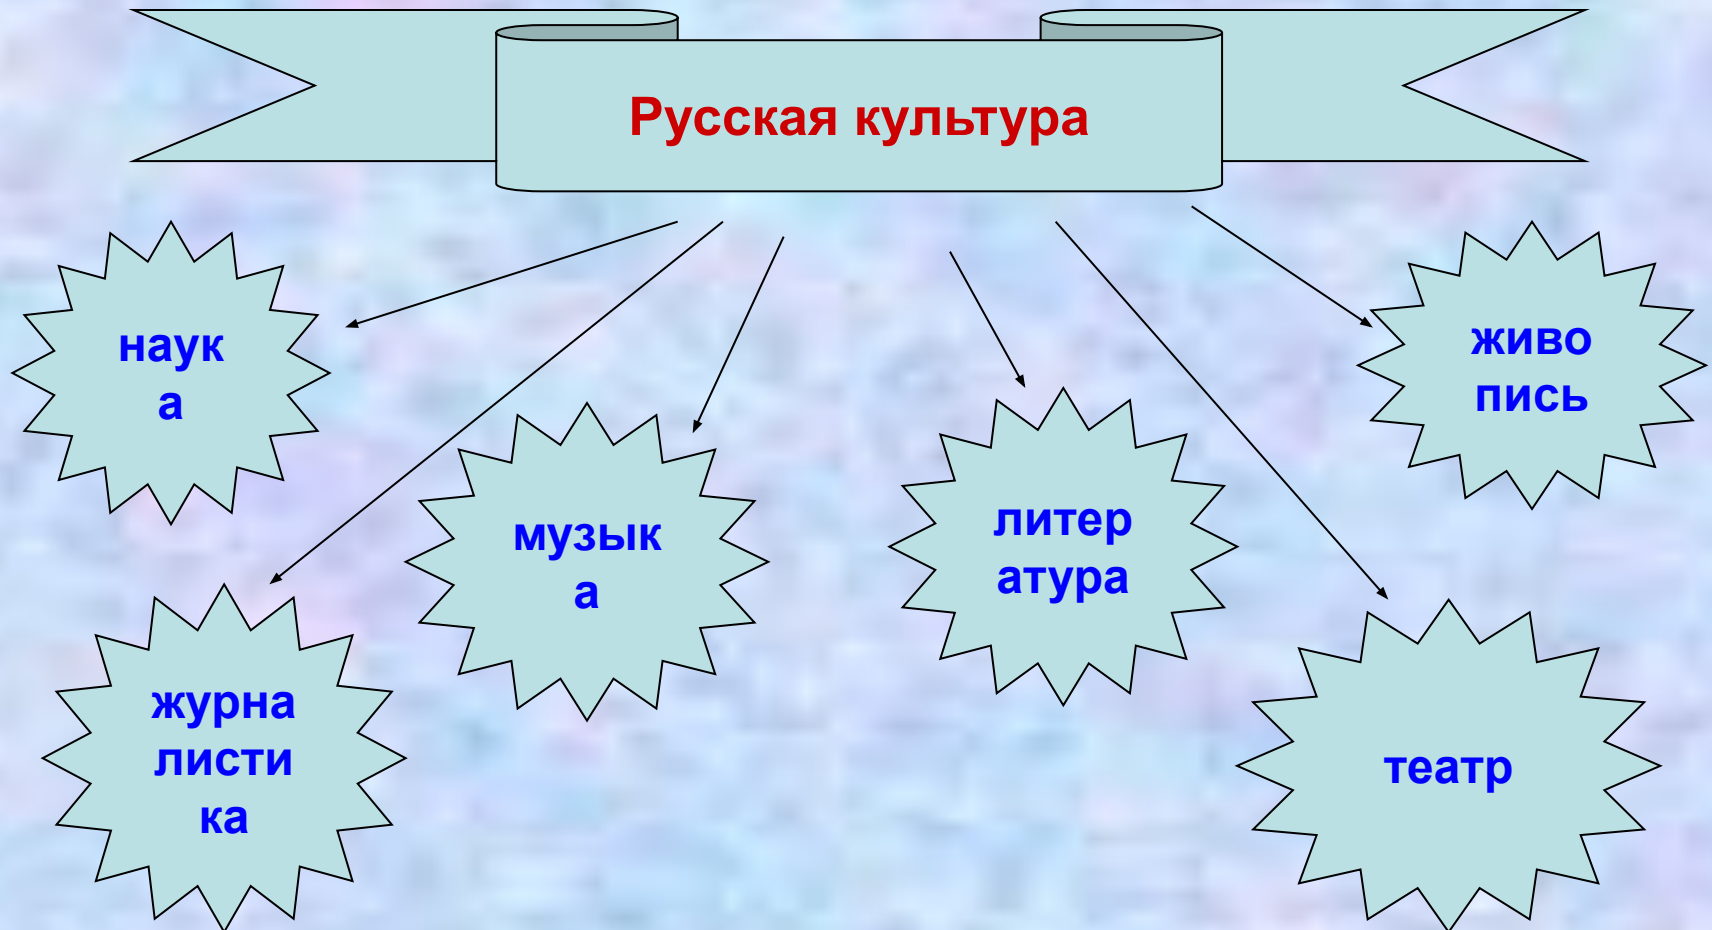 Русская культура
наук
а
живо
пись
музык
а
литер
атура
журна
листи
ка
театр